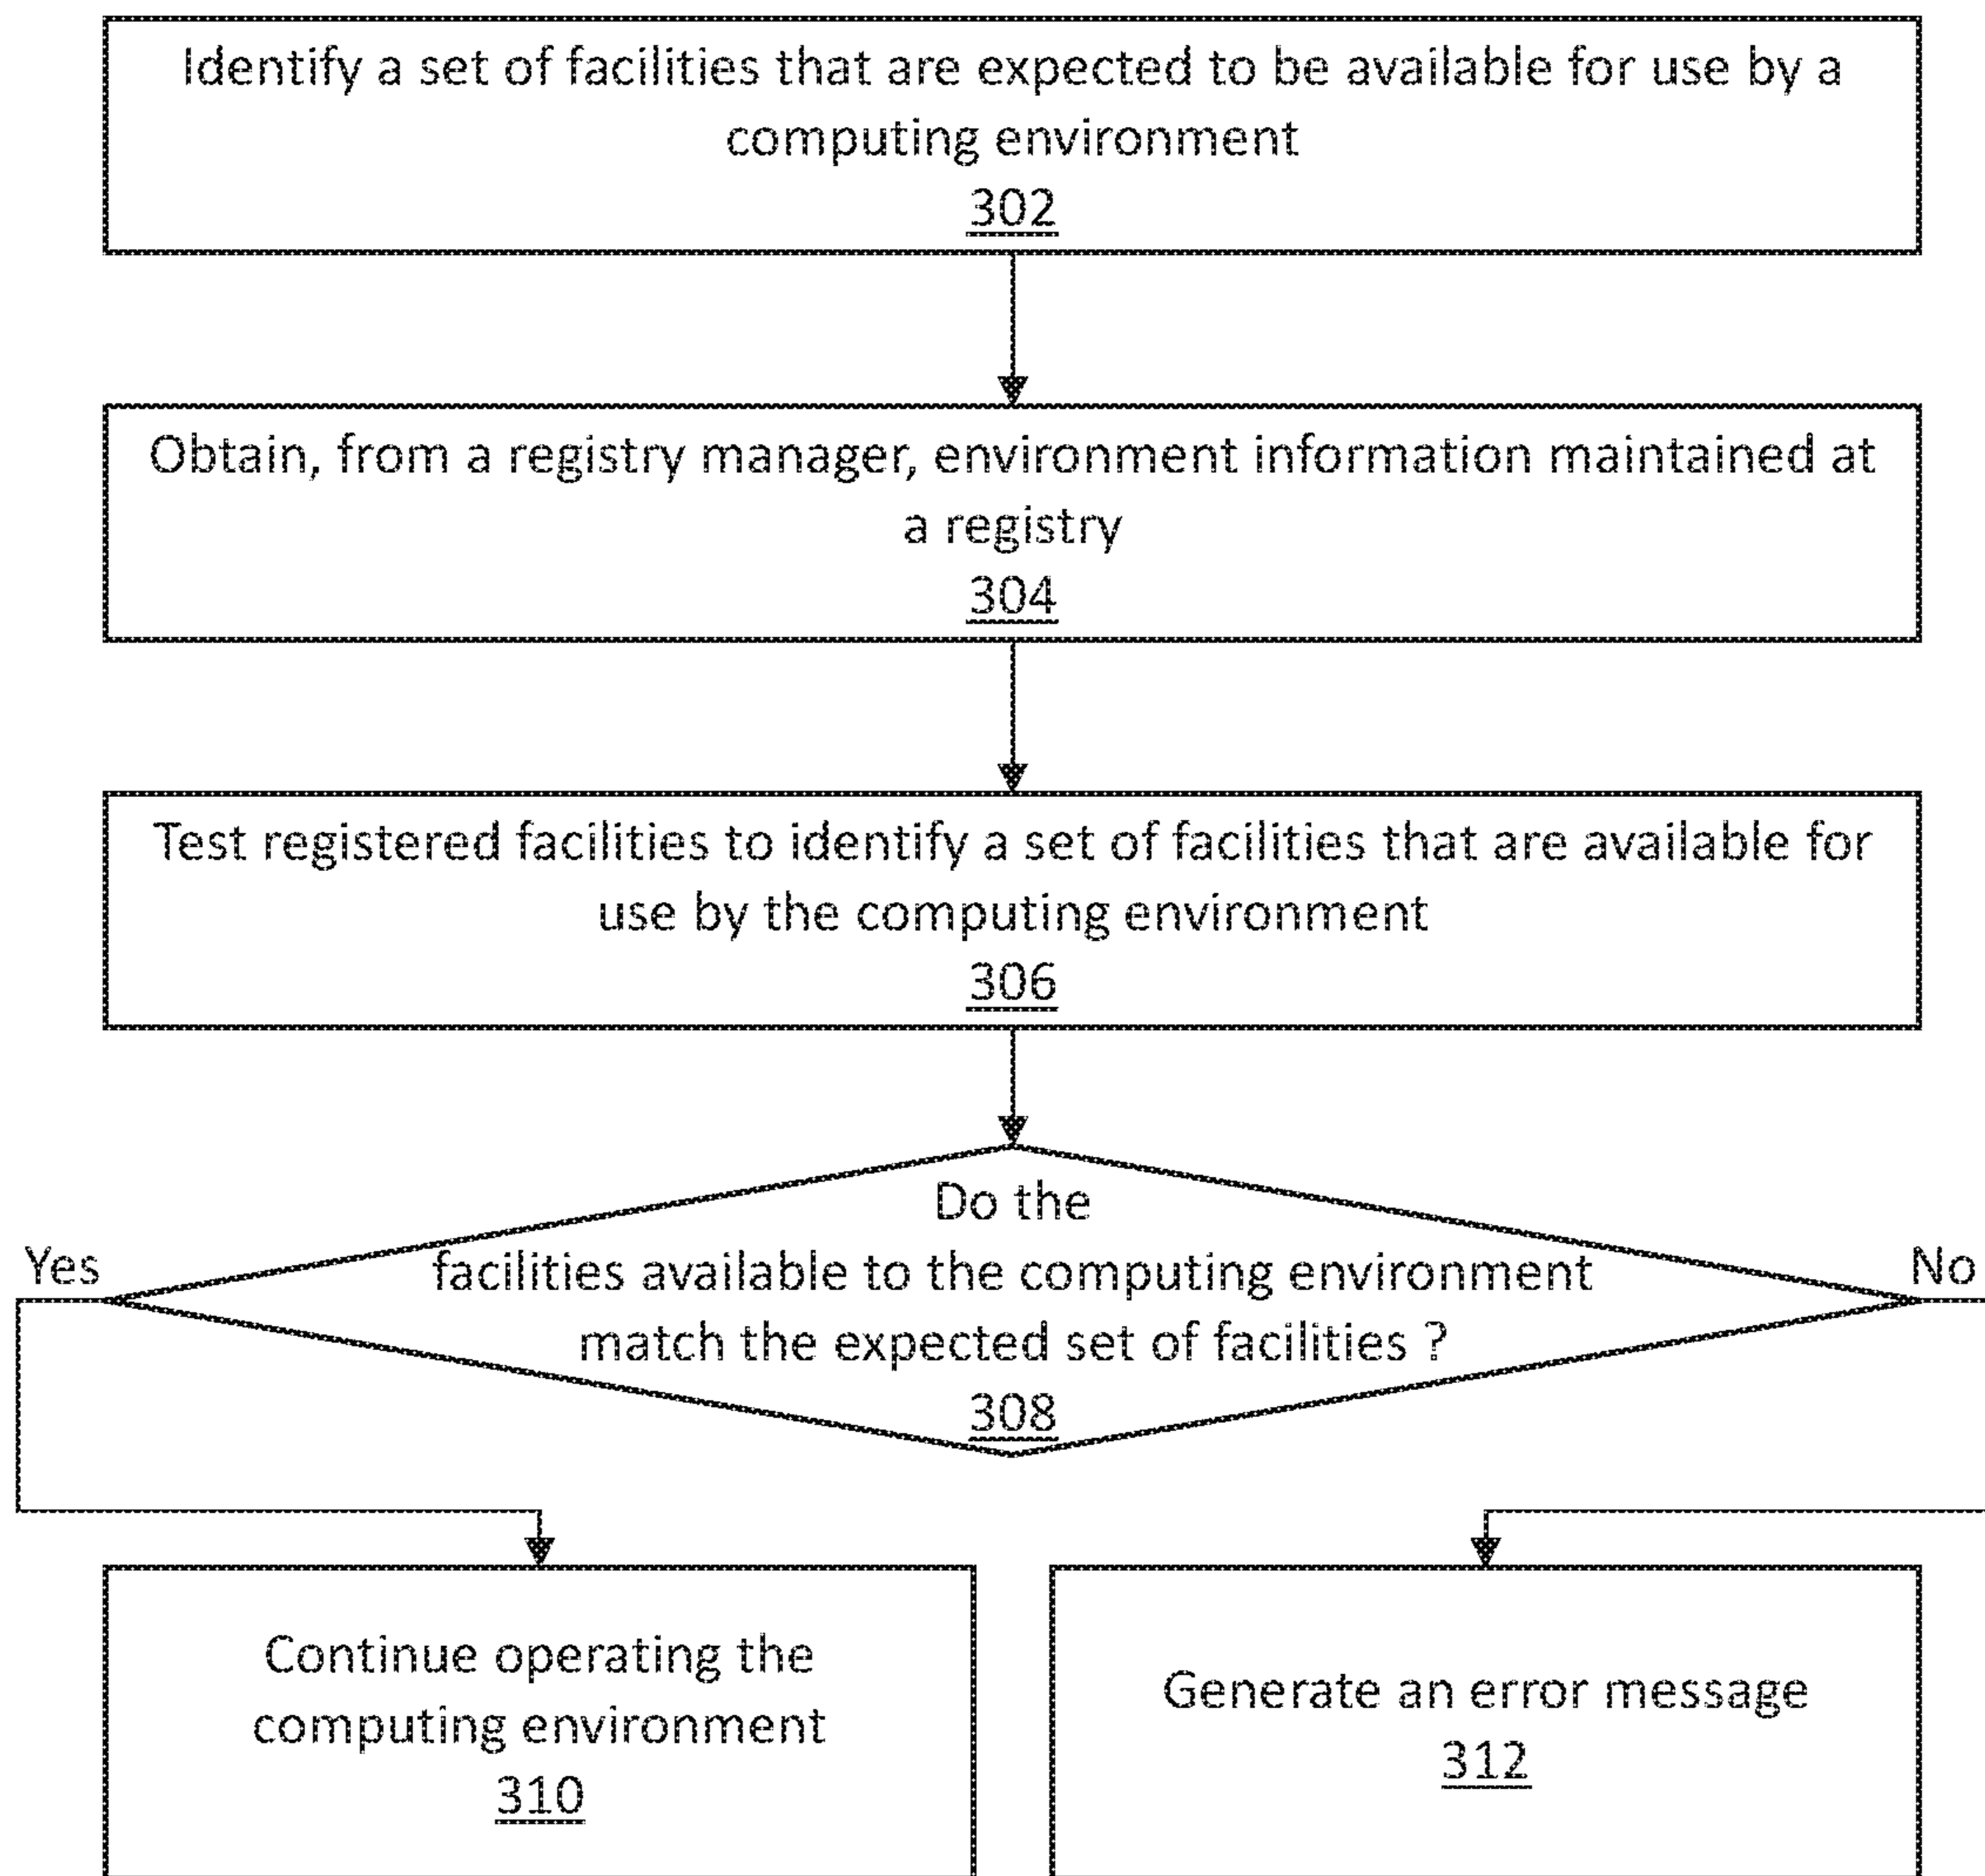 Identify a set of facilities that are expected to be available for use by a
computing environment
302
Obtain, from a registry manager, environment information maintained at
a registry
304
Test registered facilities to identify a set of facilities that are available for
use by the computing environment
306
Do the
facilities available to the computing environment
match the expected set of facilities ?
308
Yes
No
Continue operating the
computing environment
310
Generate an error message
312